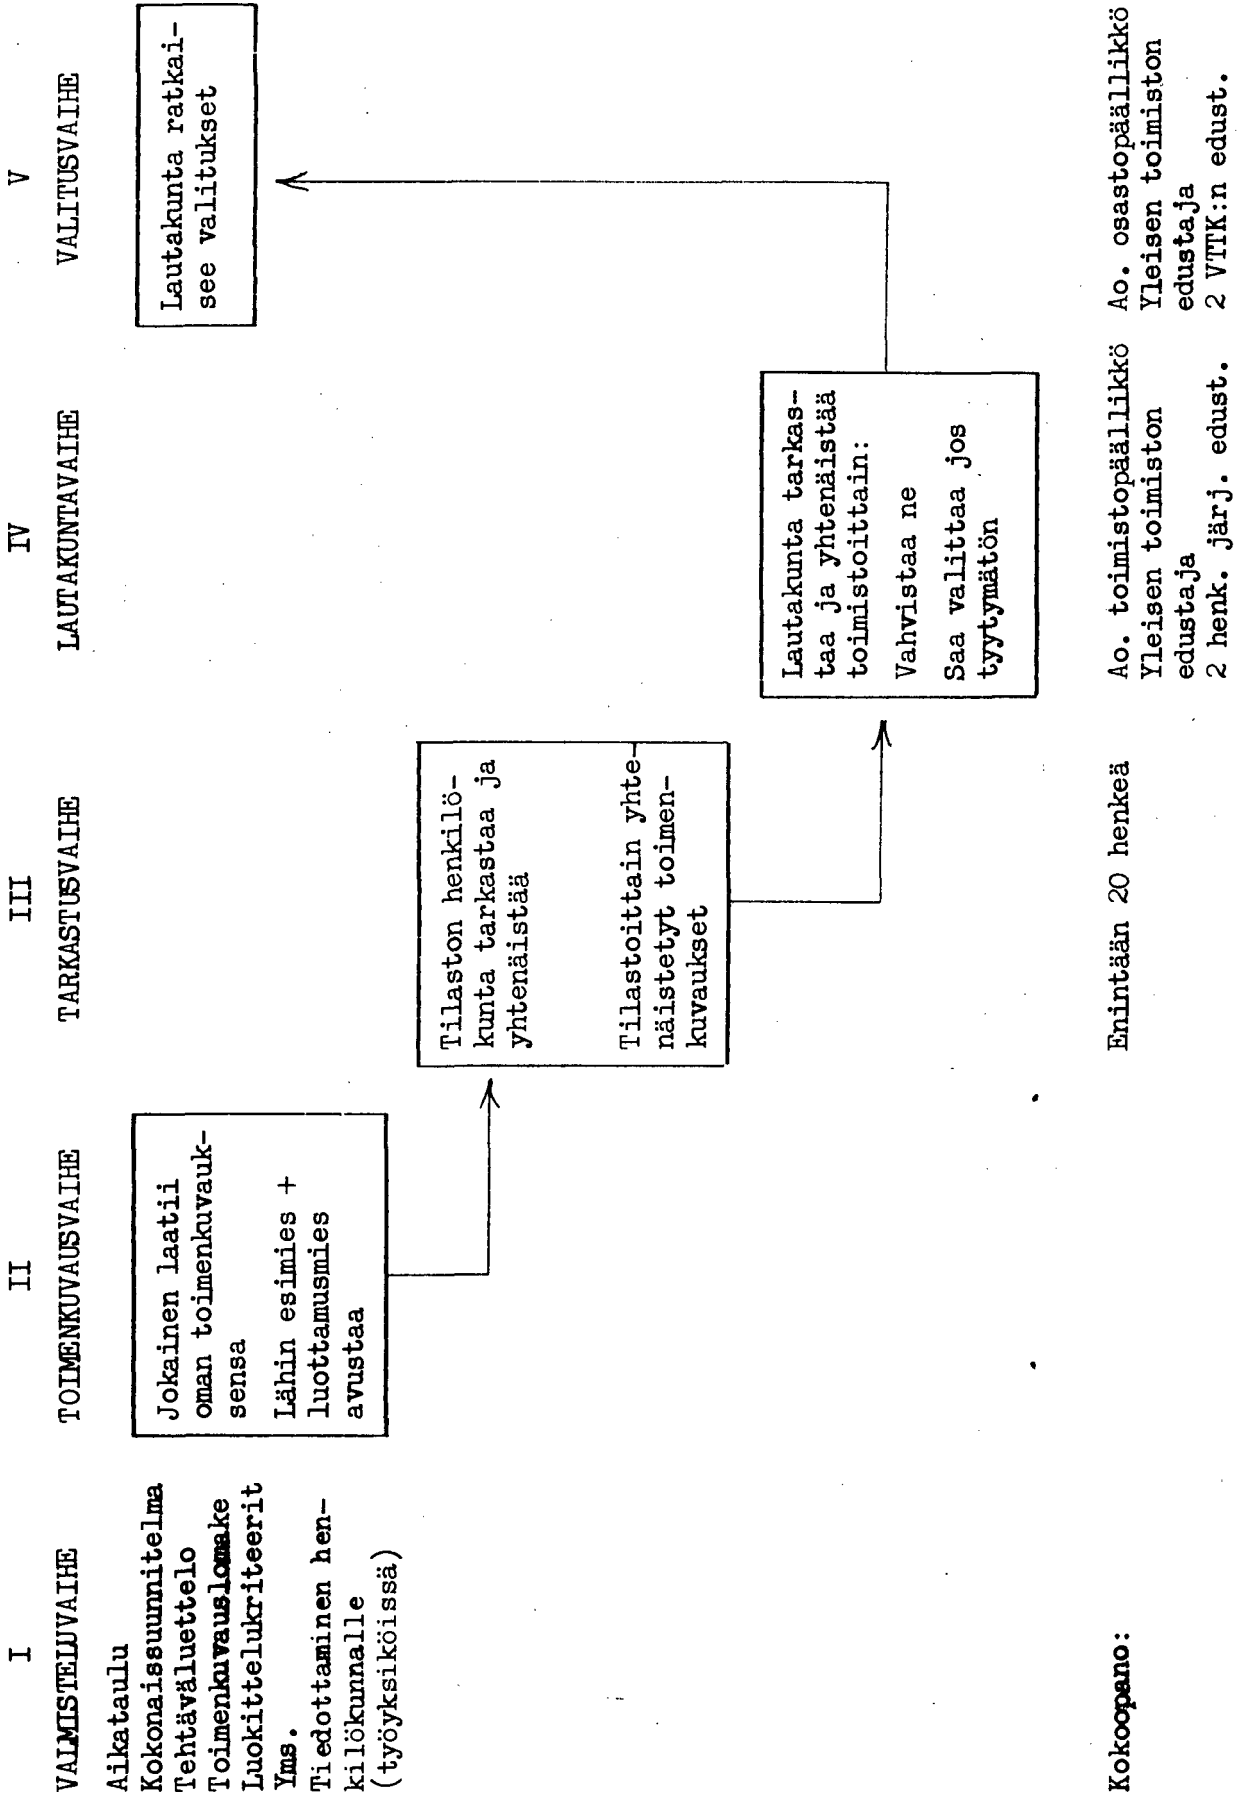 I
VALMISTELUVAIHE
Aikataulu
Kokonaissuunnitelma
Tehtäväluettelo
Toimenkuvauslomake
Luokittelukriteerit
Yms.
Tiedottaminen hen-
kilökunnalle
(työyksiköissä)
II
TOIMENKUVAUSVAIHE
Jokainen laatii
oman toimenkuvauk-
sensa
Lähin esimies +
luottamusmies
avustaa
III
TARKASTUSVAIHE
Tilaston henkilö-
kunta tarkastaa ja
yhtenäistää
Tilastoittain yhte-
näistetyt toimen-
kuvaukset
IV
LAUTAKUNTAVAIHE
Lautakunta tarkas-
taa ja yhtenäistää
toimistoittain:
Vahvistaa ne
Saa valittaa jos
tyytymätön
V
VALITUSVAIHE
Lautakunta ratkai-
see valitukset
Kokoopano:
Enintään 20 henkeä
Ao. toimistopäällikkö
Yleisen toimiston
edustaja
2 henk. järj. edust.
Ao. osastopäällikkö
Yleisen toimiston
edustaja
2 VTTK:n edust.